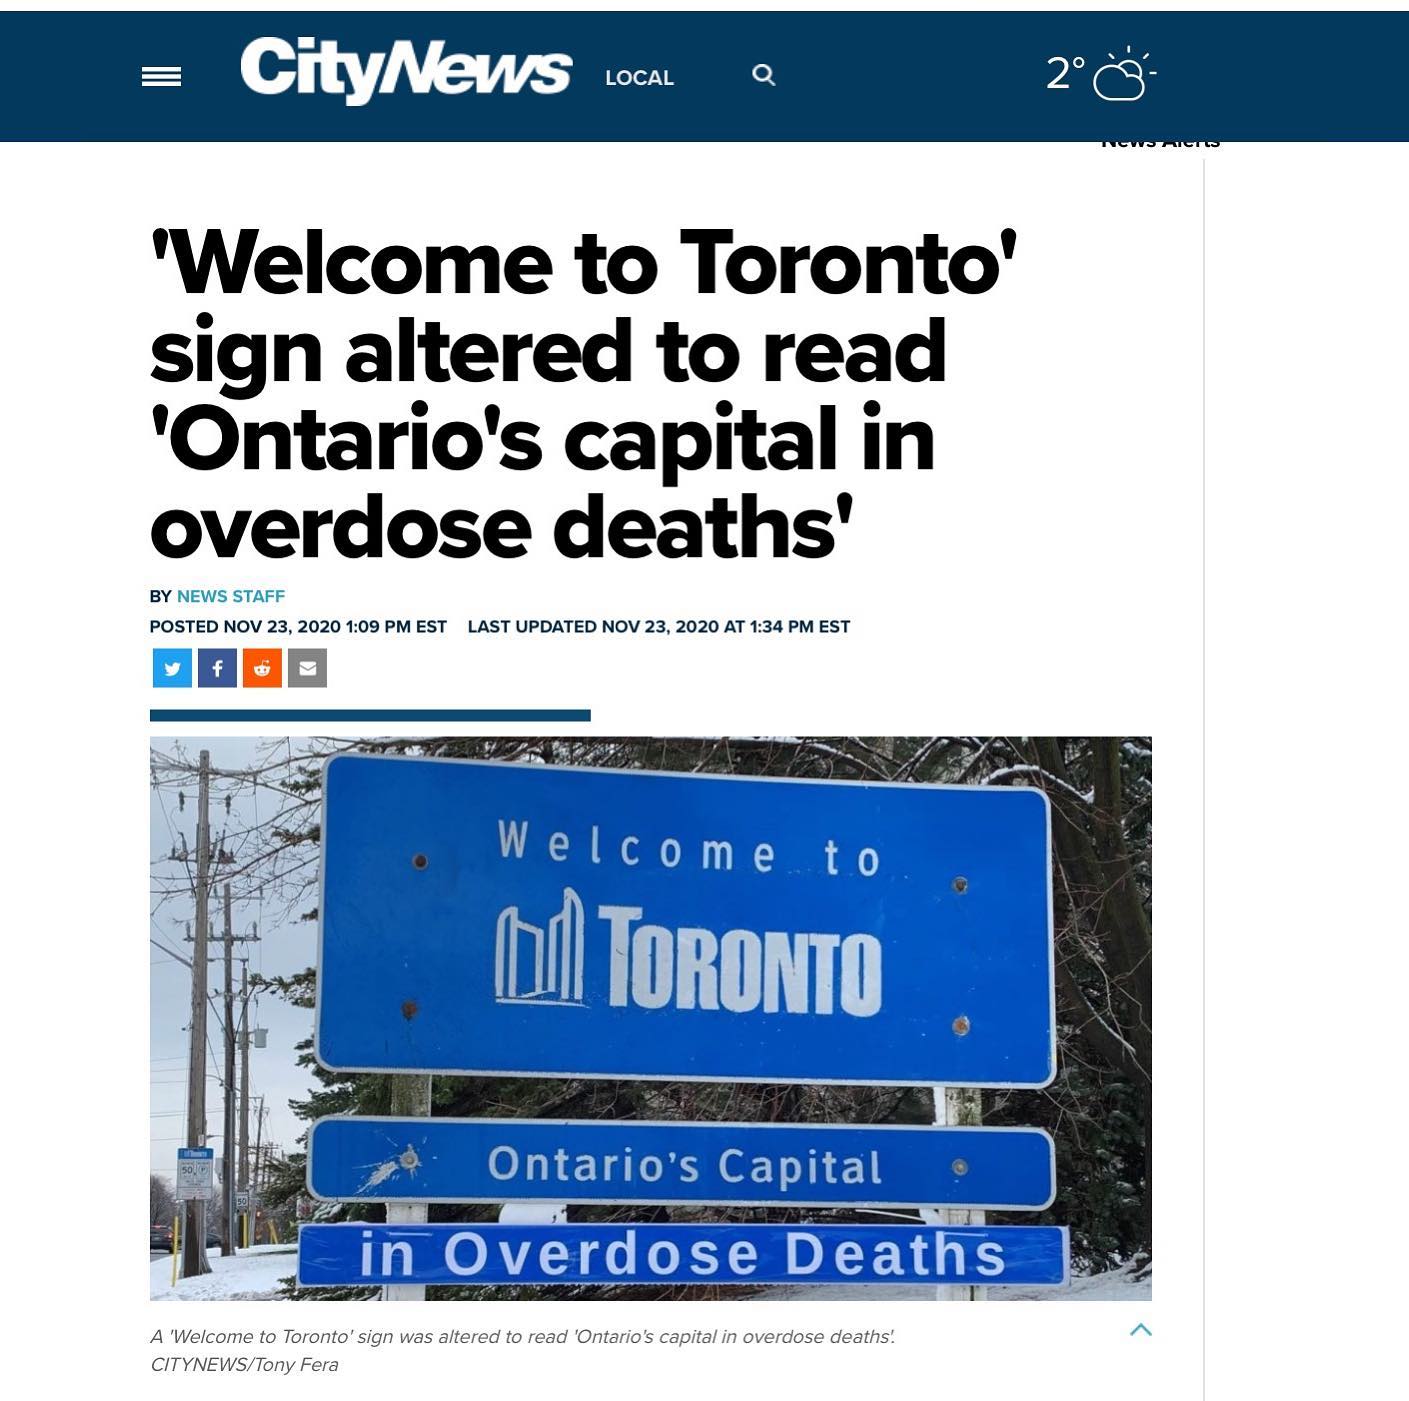 CityNews LOCAL 2°
News Alerts
'Welcome to Toronto'
sign altered to read
'Ontario's capital in
overdose deaths'
BY NEWS STAFF
POSTED NOV 23, 2020 1:09 PM EST LAST UPDATED NOV 23, 2020 AT 1:34 PM EST
Welcome to
TORONTO
Ontario's Capital
in Overdose Deaths
50
50
A 'Welcome to Toronto' sign was altered to read 'Ontario's capital in overdose deaths'.
CITYNEWS/Tony Fera